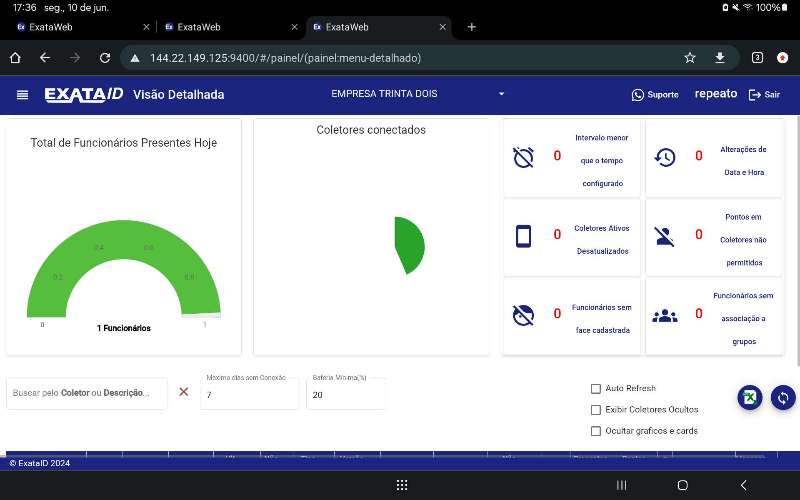 17:36 seg., 10 de jun.
100%
ExataWeb
ExataWeb
ExataWeb
144.22.149.125:9400/#/painel/(painel:menu-detalhado)
3
EXATAID Visão Detalhada
EMPRESA TRINTA DOIS
Suporte
repeato
Sair
Total de Funcionários Presentes Hoje
0
0.2
0.4
0.6
0.8
1
1 Funcionários
Coletores conectados
0
Intervelo menor
que o tempo
configurado
0
Alterações de
Data e Hora
0
Coletores Ativos
Desatualizados
0
Pontos em
Coletores não
permitidos
0
Funcionários sem
face cadastrada
0
Funcionários sem
associação a
grupos
Buscar pelo Coletor ou Descrição...
Máximo dias sem Conexão
7
Bateria Mínima(%)
20
Auto Refresh
Exibir Coletores Ocultos
Ocultar graficos e cards
© ExataID 2024